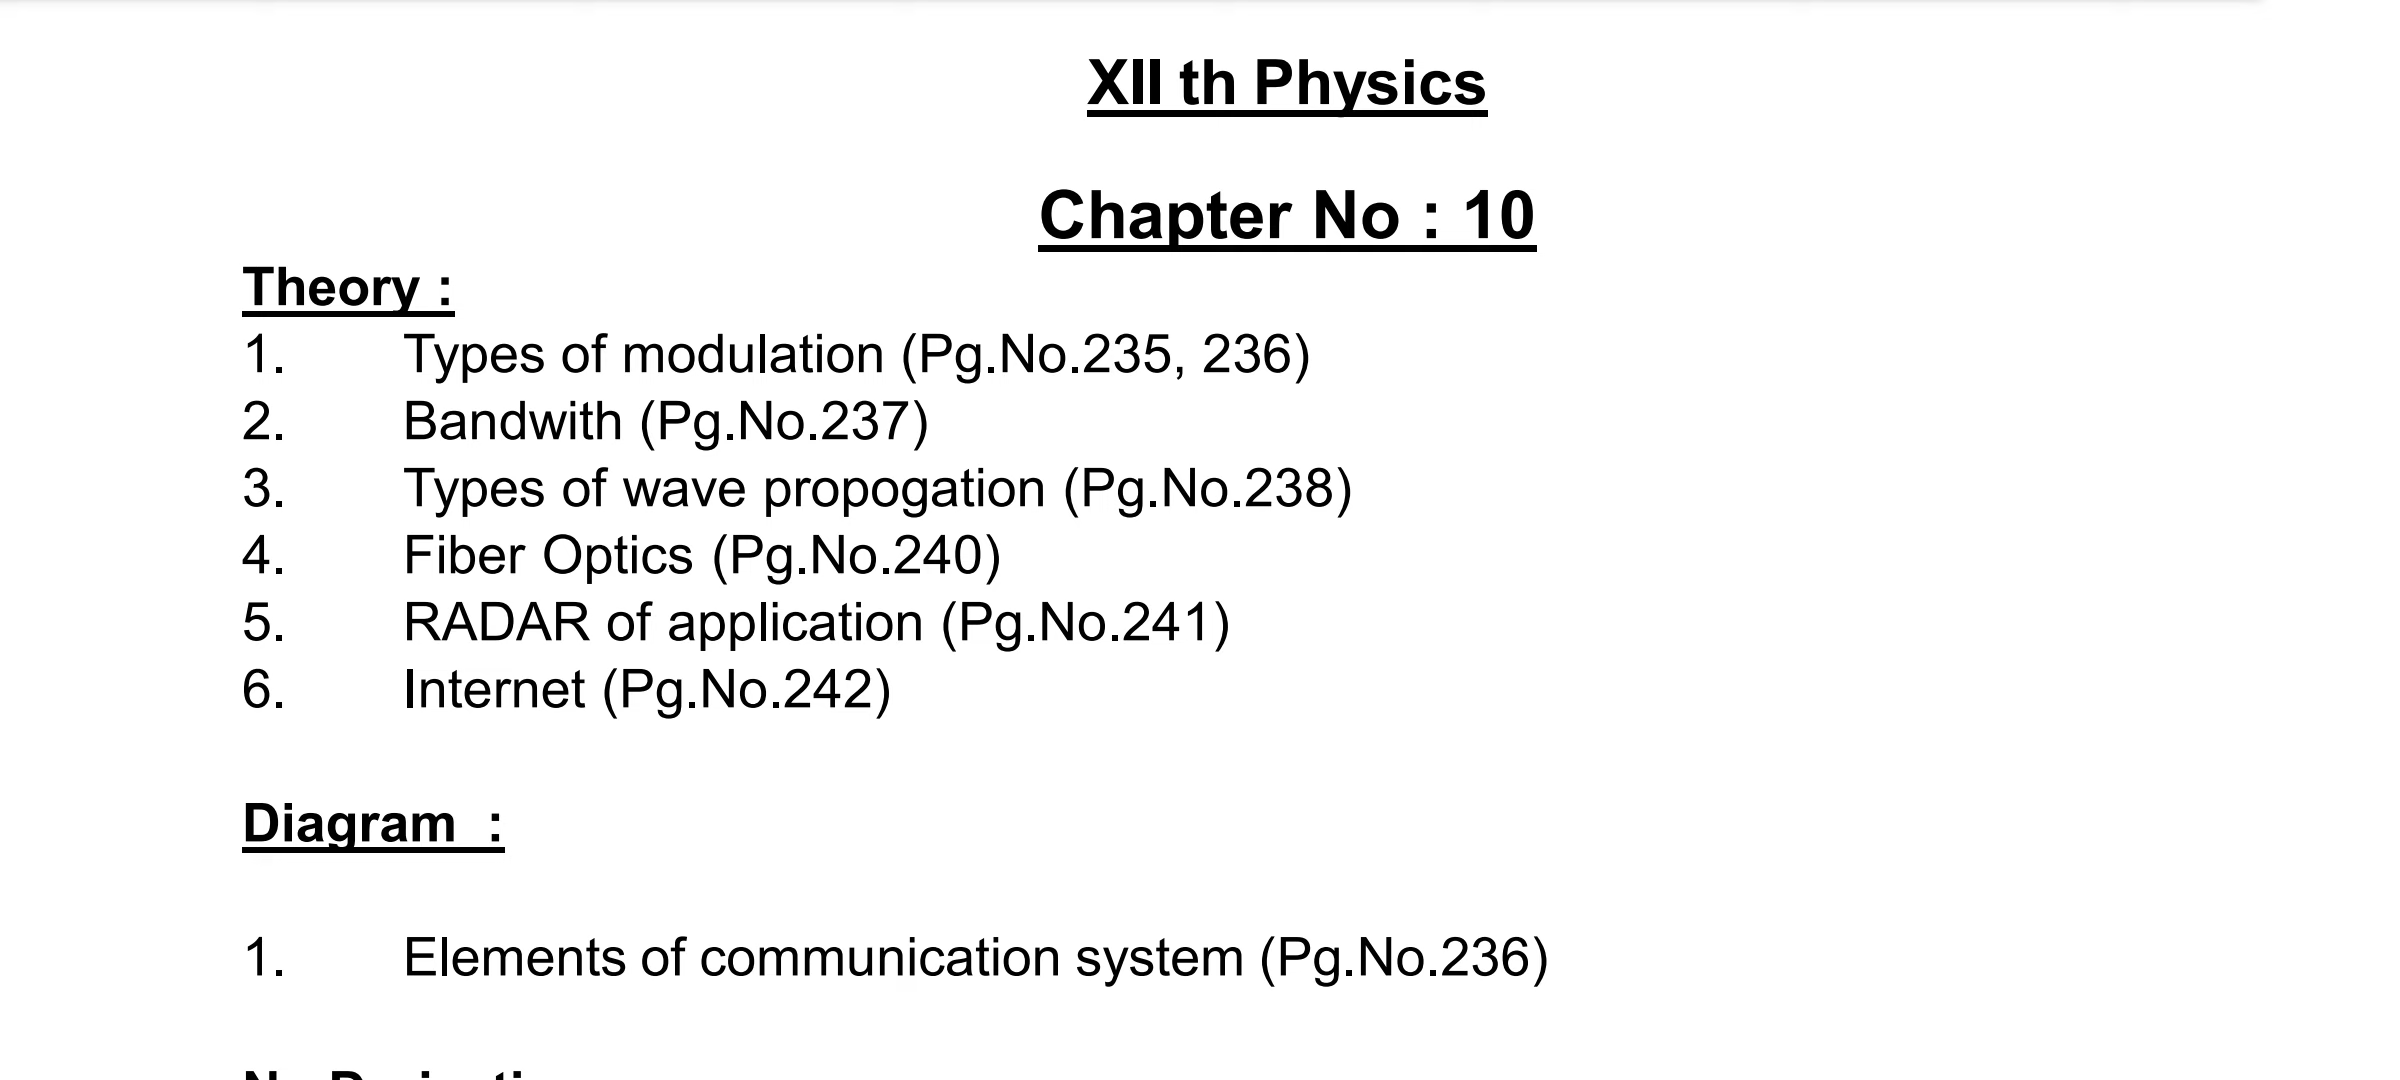 XII th Physics
Chapter No : 10
Theory :
1. Types of modulation (Pg.No.235, 236)
2. Bandwith (Pg.No.237)
3. Types of wave propogation (Pg.No.238)
4. Fiber Optics (Pg.No.240)
5. RADAR of application (Pg.No.241)
6. Internet (Pg.No.242)
Diagram :
1. Elements of communication system (Pg.No.236)